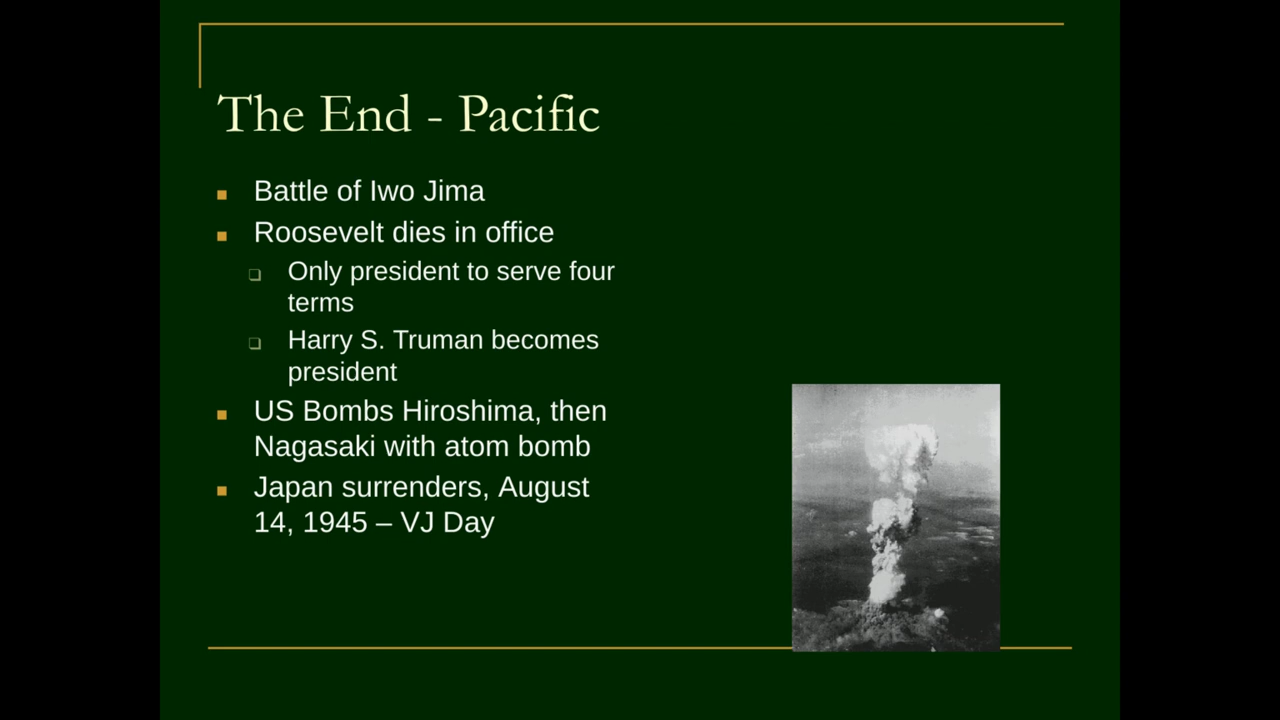 The End - Pacific
Battle of Iwo Jima
Roosevelt dies in office
Only president to serve four
terms
Harry S. Truman becomes
president
US Bombs Hiroshima, then
Nagasaki with atom bomb
Japan surrenders, August
14, 1945 – VJ Day